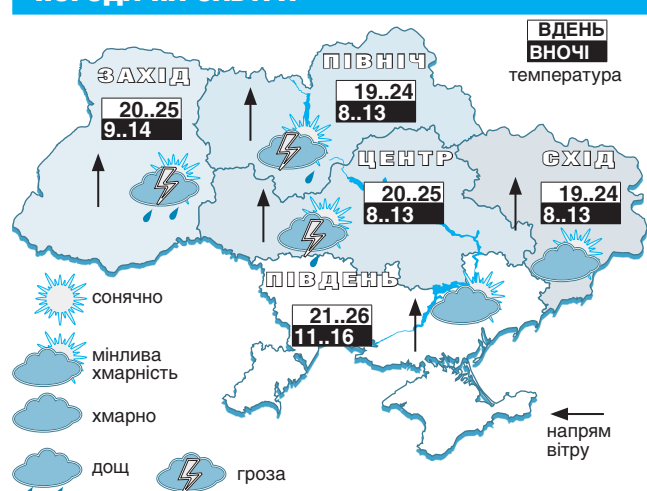 ВДЕНЬ
ВНОЧІ
температура
ЗАХІД
20..25
9..14
ПІВНІЧ
19..24
8..13
ЦЕНТР
20..25
8..13
СХІД
19..24
8..13
ПІВДЕНЬ
21..26
11..16
сонячно
мінлива
хмарність
хмарно
дощ
гроза
напрям
вітру